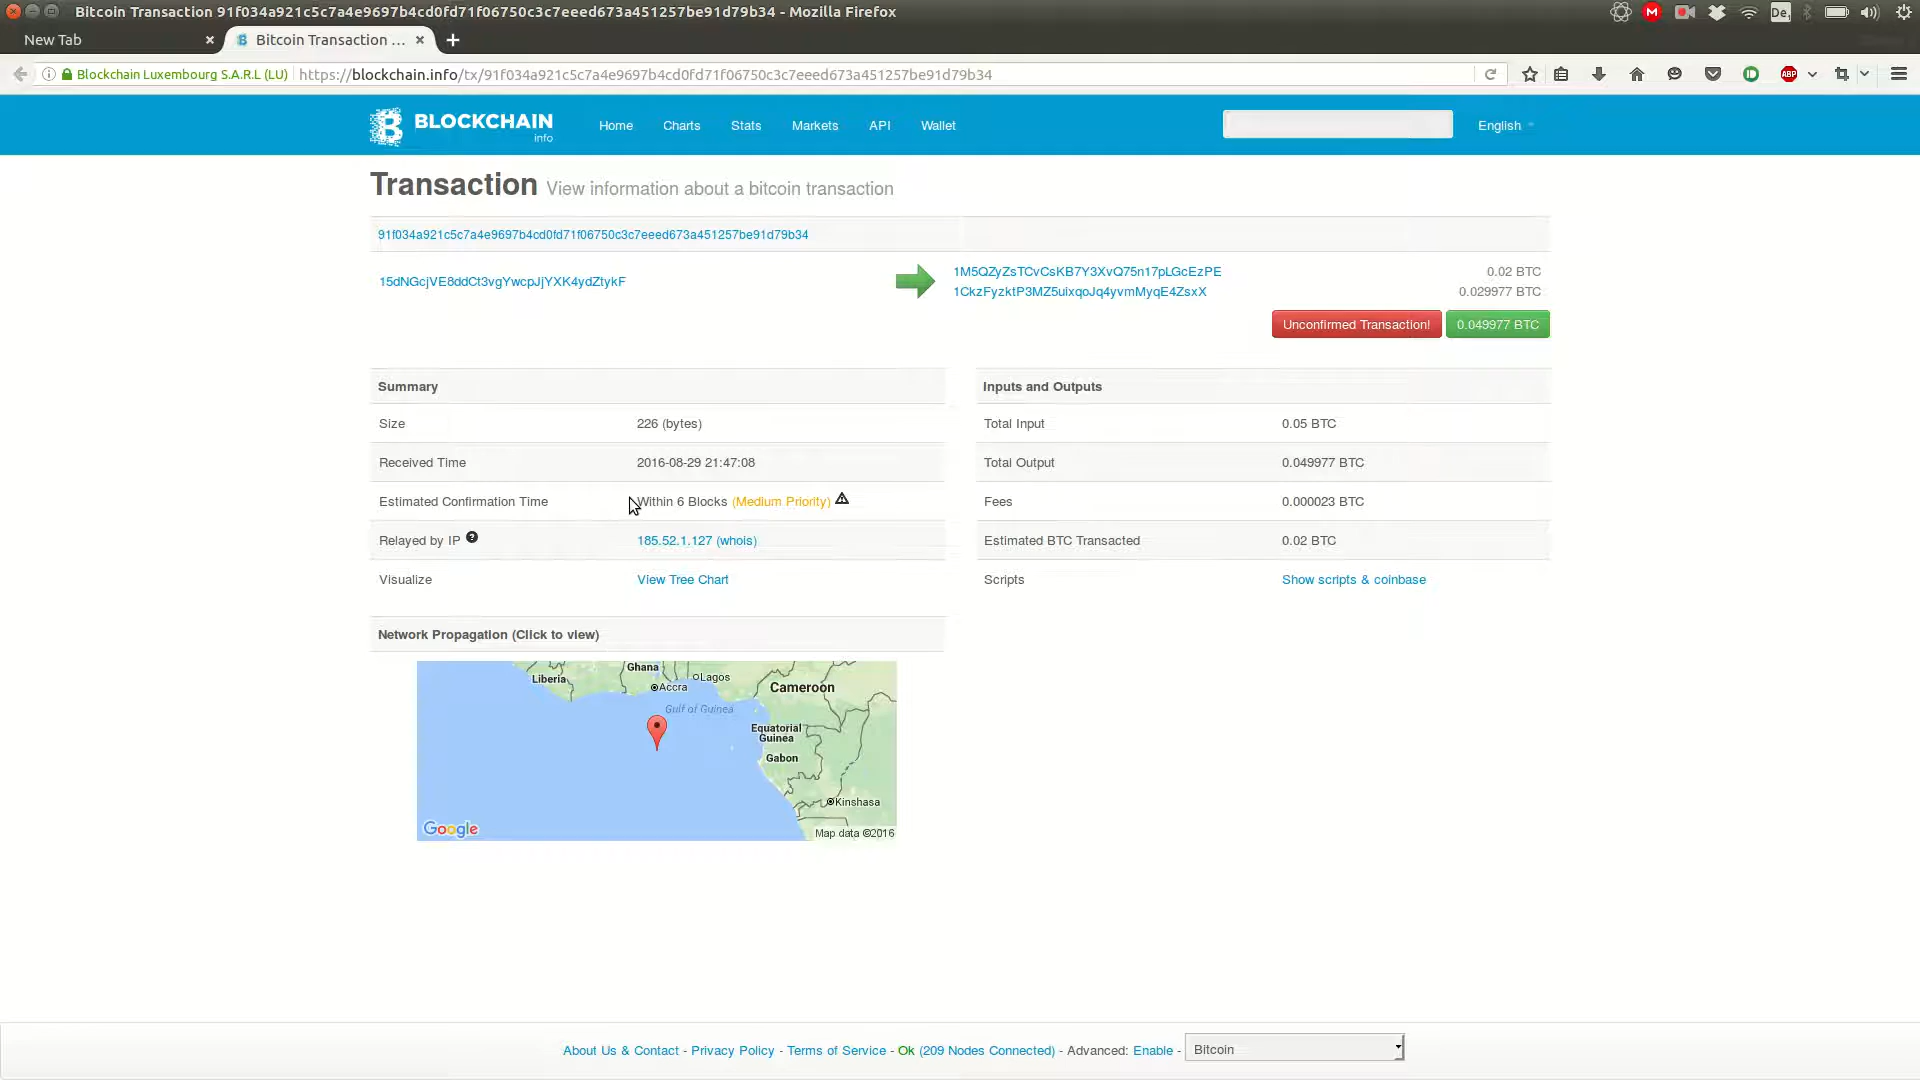 Bitcoin Transaction 91f034a921c5c7a4e9697b4cd0fd71f06750c3c7eeed673a451257be91d79b34 - Mozilla Firefox
De1
New Tab
Bitcoin Transaction ...
Blockchain Luxembourg S.A.R.L (LU)
https://blockchain.info/tx/91f034a921c5c7a4e9697b4cd0fd71f06750c3c7eeed673a451257be91d79b34
ABP
BLOCKCHAIN
info
Home
Charts
Stats
Markets
API
Wallet
English
Transaction View information about a bitcoin transaction
91f034a921c5c7a4e9697b4cd0fd71f06750c3c7eeed673a451257be91d79b34
15dNGcjVE8ddCt3vgYwcpJjYXK4ydZtykF
1M5QZyZsTCvCsKB7Y3XvQ75n17pLGcEzPE 0.02 BTC
1CkzFyzktP3MZ5uixqoJq4yvmMyqE4ZsxX 0.029977 BTC
Unconfirmed Transaction! 0.049977 BTC
Summary
Size 226 (bytes)
Received Time 2016-08-29 21:47:08
Estimated Confirmation Time Within 6 Blocks (Medium Priority)
Relayed by IP 185.52.1.127 (whois)
Visualize View Tree Chart
Inputs and Outputs
Total Input 0.05 BTC
Total Output 0.049977 BTC
Fees 0.000023 BTC
Estimated BTC Transacted 0.02 BTC
Scripts Show scripts & coinbase
Network Propagation (Click to view)
Ghana
Liberia
Lagos
Accra
Cameroon
Gulf of Guinea
Equatorial
Guinea
Gabon
Kinshasa
Google
Map data ©2016
About Us & Contact - Privacy Policy - Terms of Service - Ok (209 Nodes Connected) - Advanced: Enable - Bitcoin